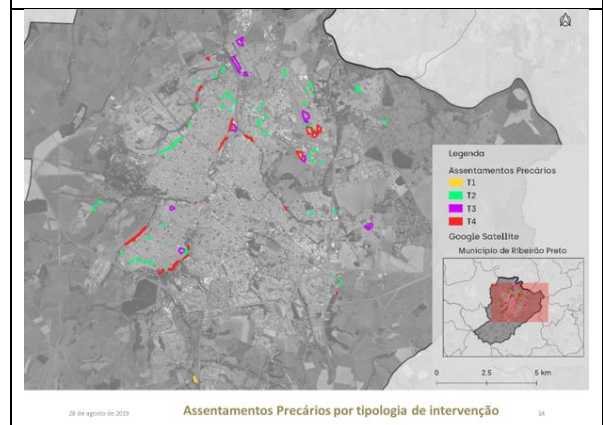 Legenda
Assentamentos Precários
T1
T2
T3
T4
Google Satellite
Município de Ribeirão Preto
0 2.5 5 km
28 de agosto de 2019 Assentamentos Precários por tipologia de intervenção 14